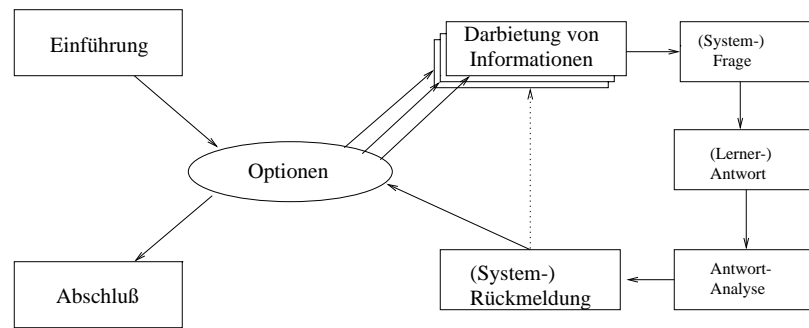 Einführung
Darbietung von
Informationen
(System-)
Frage
(Lerner-)
Antwort
Optionen
Antwort-
Analyse
(System-)
Rückmeldung
Abschluß